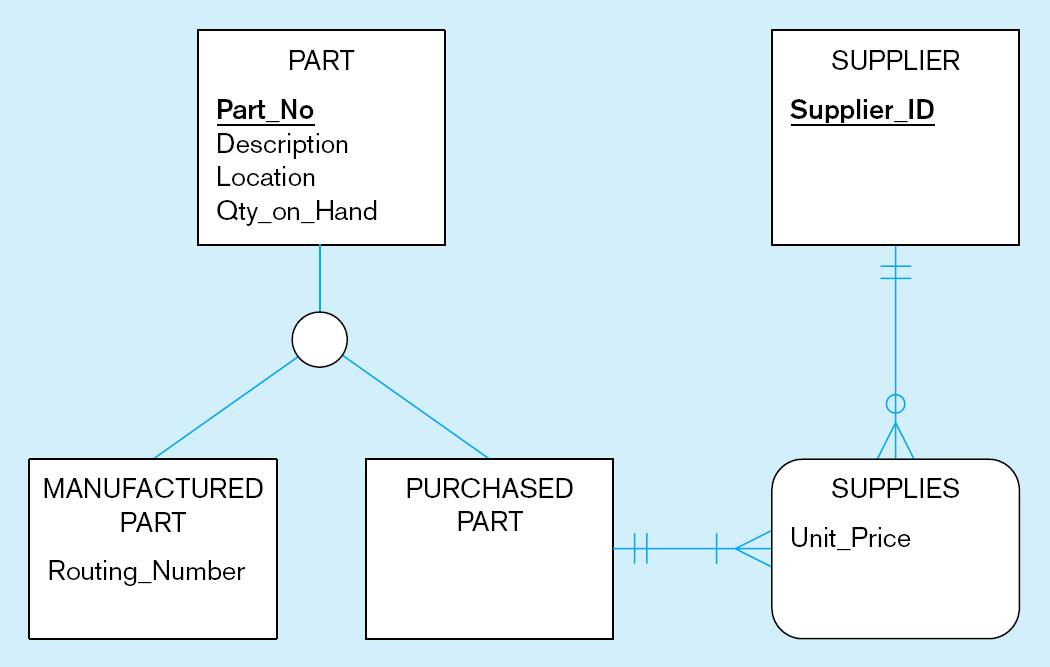 PART
Part_No
Description
Location
Qty_on_Hand
SUPPLIER
Supplier_ID
MANUFACTURED
PART
Routing_Number
PURCHASED
PART
SUPPLIES
Unit_Price